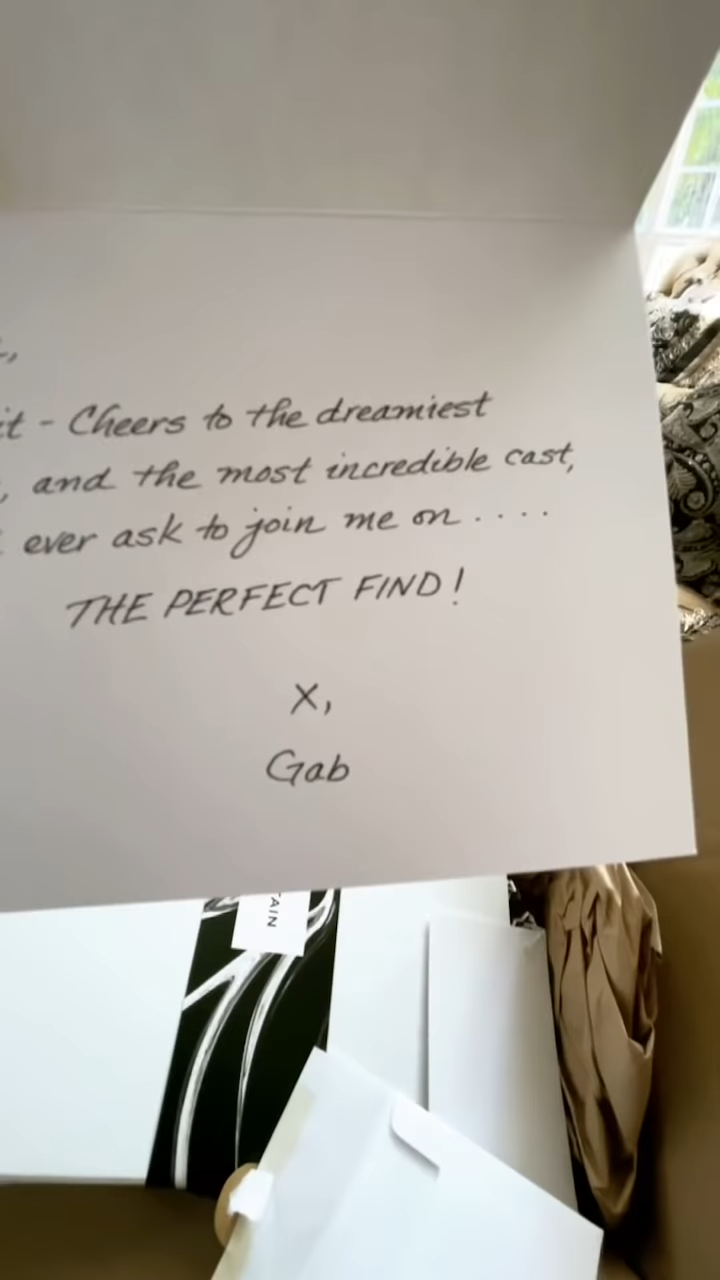 it - Cheers to the dreamiest
, and the most incredible cast,
ever ask to join me on ....
THE PERFECT FIND!
X,
Gab
AIN